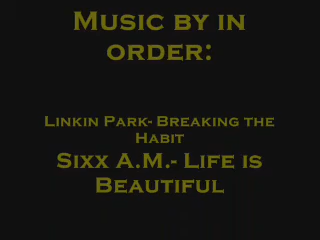 Music by in
order:
Linkin Park- Breaking the
Habit
Sixx A.M.- Life is
Beautiful